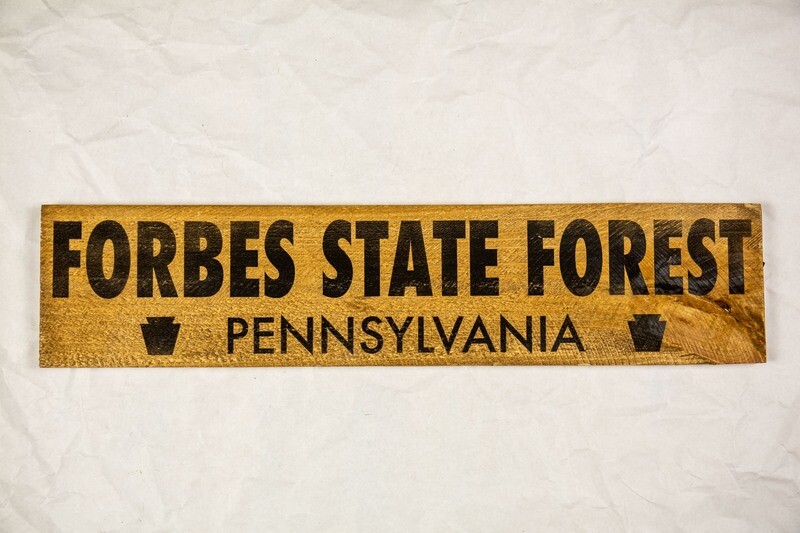 FORBES STATE FOREST
PENNSYLVANIA